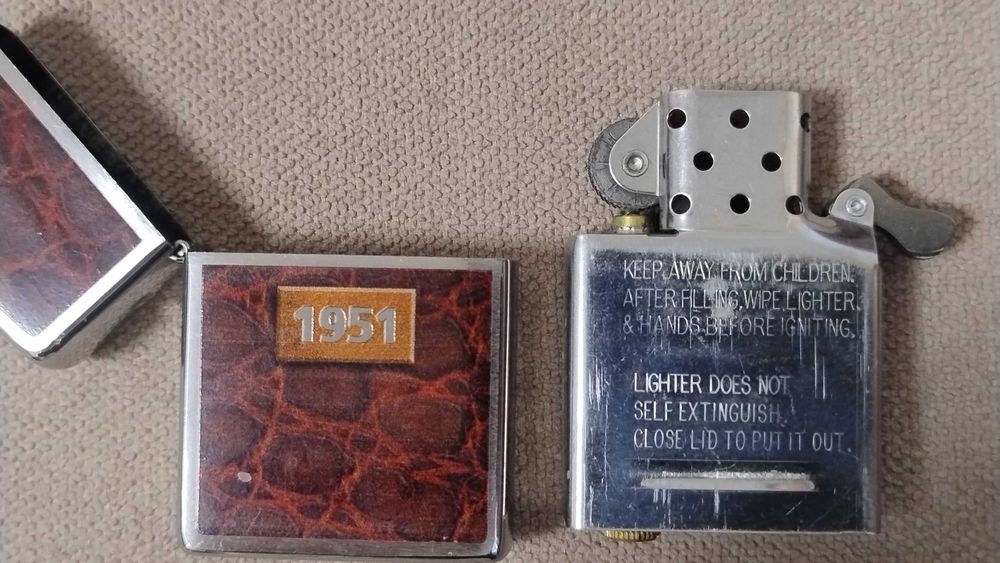 1951
KEEP AWAY FROM CHILDREN.
AFTER FILLING WIPE LIGHTER
& HANDS BEFORE IGNITING.
LIGHTER DOES NOT
SELF EXTINGUISH.
CLOSE LID TO PUT IT OUT.